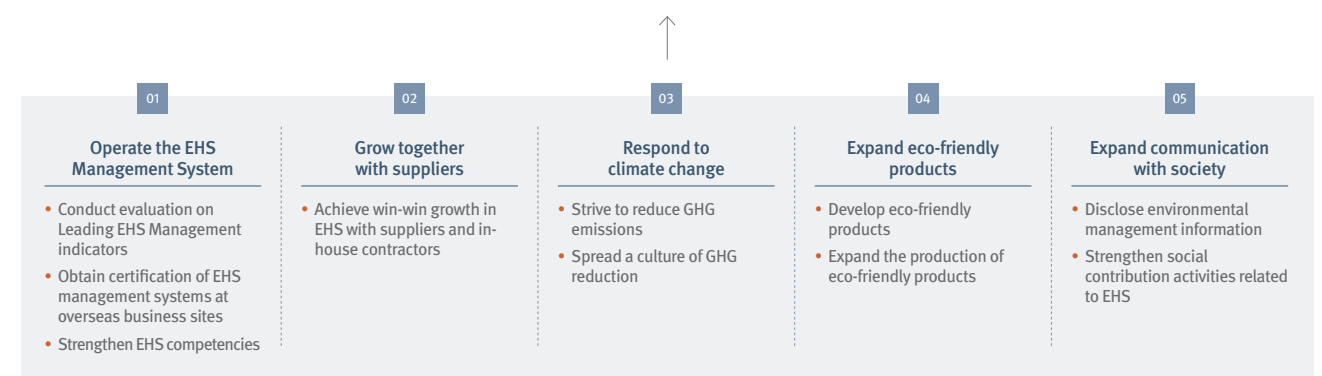 01
Operate the EHS
Management System
• Conduct evaluation on
Leading EHS Management
indicators
• Obtain certification of EHS
management systems at
overseas business sites
• Strengthen EHS competencies
02
Grow together
with suppliers
• Achieve win-win growth in
EHS with suppliers and in-
house contractors
03
Respond to
climate change
• Strive to reduce GHG
emissions
• Spread a culture of GHG
reduction
04
Expand eco-friendly
products
• Develop eco-friendly
products
• Expand the production of
eco-friendly products
05
Expand communication
with society
• Disclose environmental
management information
• Strengthen social
contribution activities related
to EHS